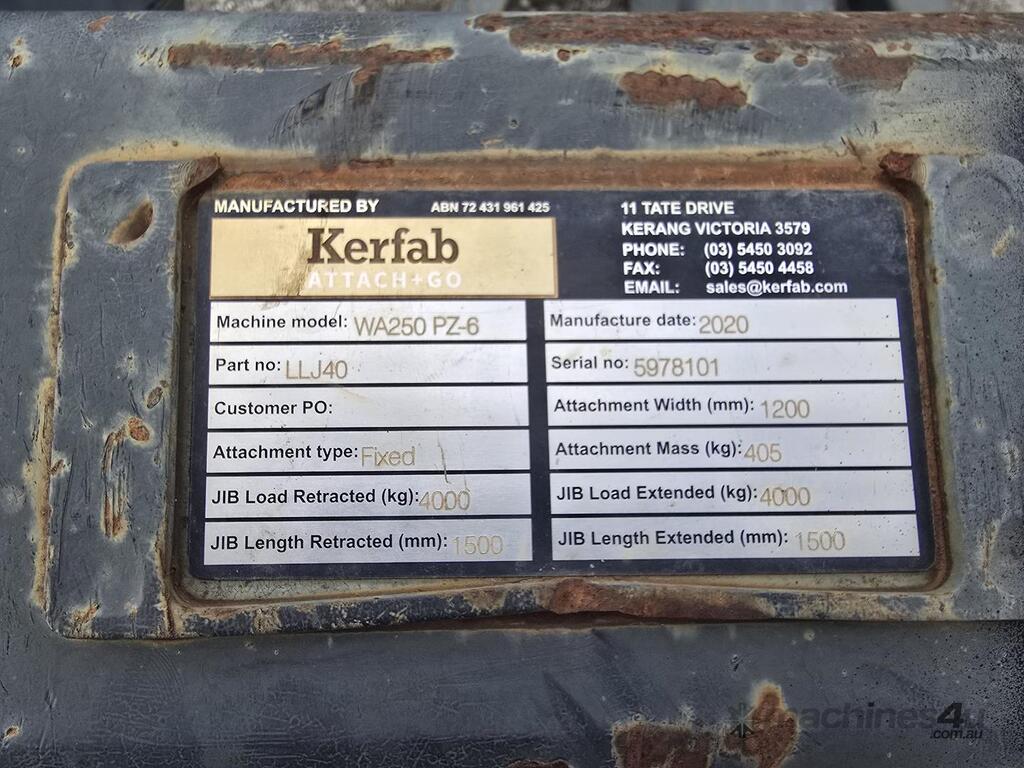 MANUFACTURED BY ABN 72 431 961 425
Kerfab
ATTACH+GO
11 TATE DRIVE
KERANG VICTORIA 3579
PHONE: (03) 5450 3092
FAX: (03) 5450 4458
EMAIL: sales@kerfab.com
Machine model: WA250 PZ-6
Manufacture date: 2020
Part no: LLJ40
Serial no: 5978101
Customer PO:
Attachment Width (mm): 1200
Attachment type: Fixed
Attachment Mass (kg): 405
JIB Load Retracted (kg): 4000
JIB Load Extended (kg): 4000
JIB Length Retracted (mm): 1500
JIB Length Extended (mm): 1500
machines4u
.com.au